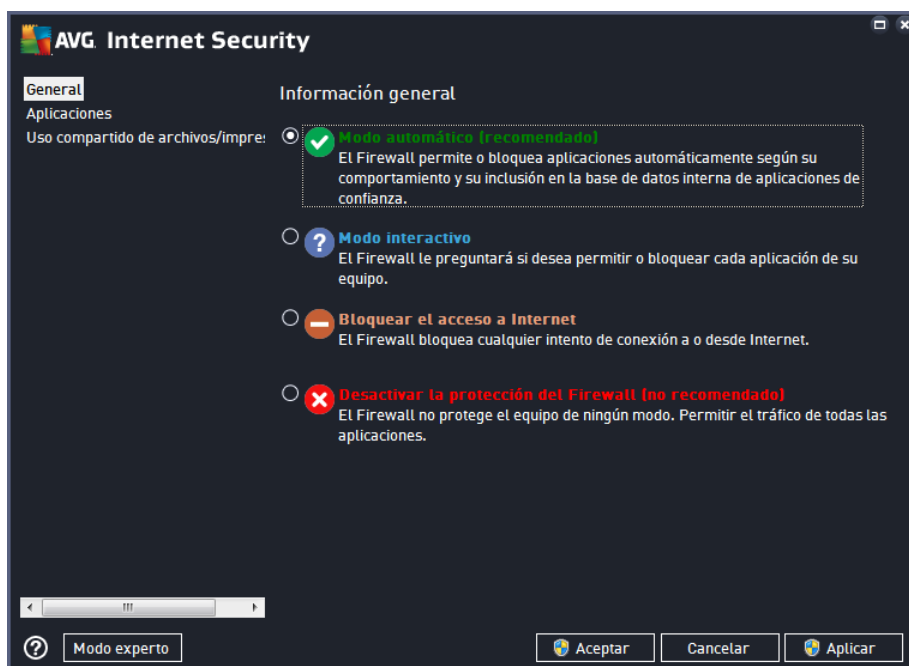 AVG Internet Security
General
Aplicaciones
Uso compartido de archivos/impre
Información general
Modo automático (recomendado)
El Firewall permite o bloquea aplicaciones automáticamente según su
comportamiento y su inclusión en la base de datos interna de aplicaciones de
confianza.
Modo interactivo
El Firewall le preguntará si desea permitir o bloquear cada aplicación de su
equipo.
Bloquear el acceso a Internet
El Firewall bloquea cualquier intento de conexión a o desde Internet.
Desactivar la protección del Firewall (no recomendado)
El Firewall no protege el equipo de ningún modo. Permitir el tráfico de todas las
aplicaciones.
Modo experto
Aceptar
Cancelar
Aplicar